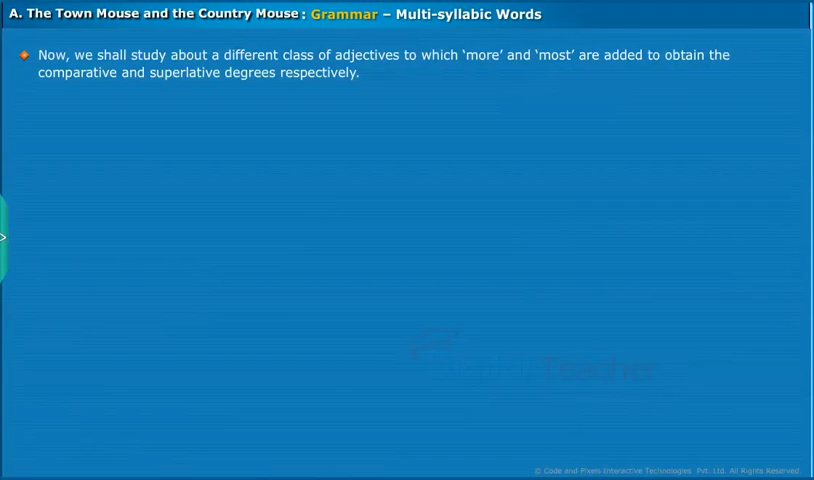 A. The Town Mouse and the Country Mouse : Grammar – Multi-syllabic Words
Now, we shall study about a different class of adjectives to which ‘more’ and ‘most’ are added to obtain the
comparative and superlative degrees respectively.
Teacher
© Code and Pixels Interactive Technologies Pvt. Ltd. All Rights Reserved.